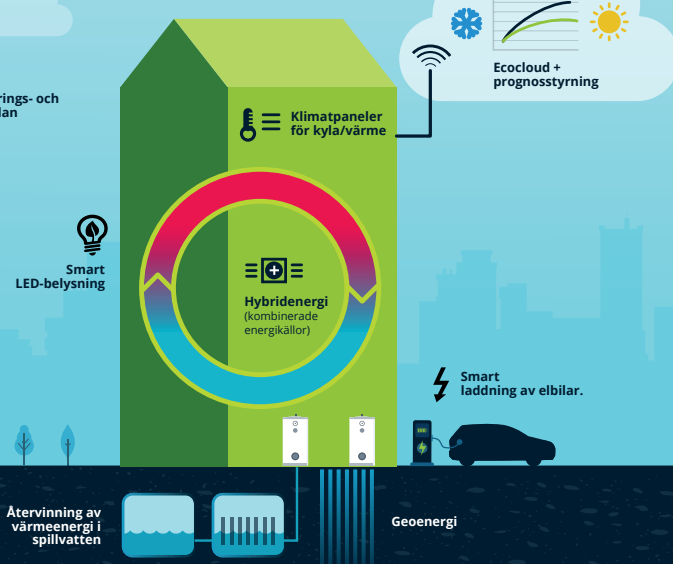 Ecocloud +
prognosstyrning
rings- och
lan
Klimatpaneler
för kyla/värme
Smart
LED-belysning
Hybridenergi
(kombinerade
energikällor)
Smart
laddning av elbilar.
Återvinning av
värmeenergi i
spillvatten
Geoenergi